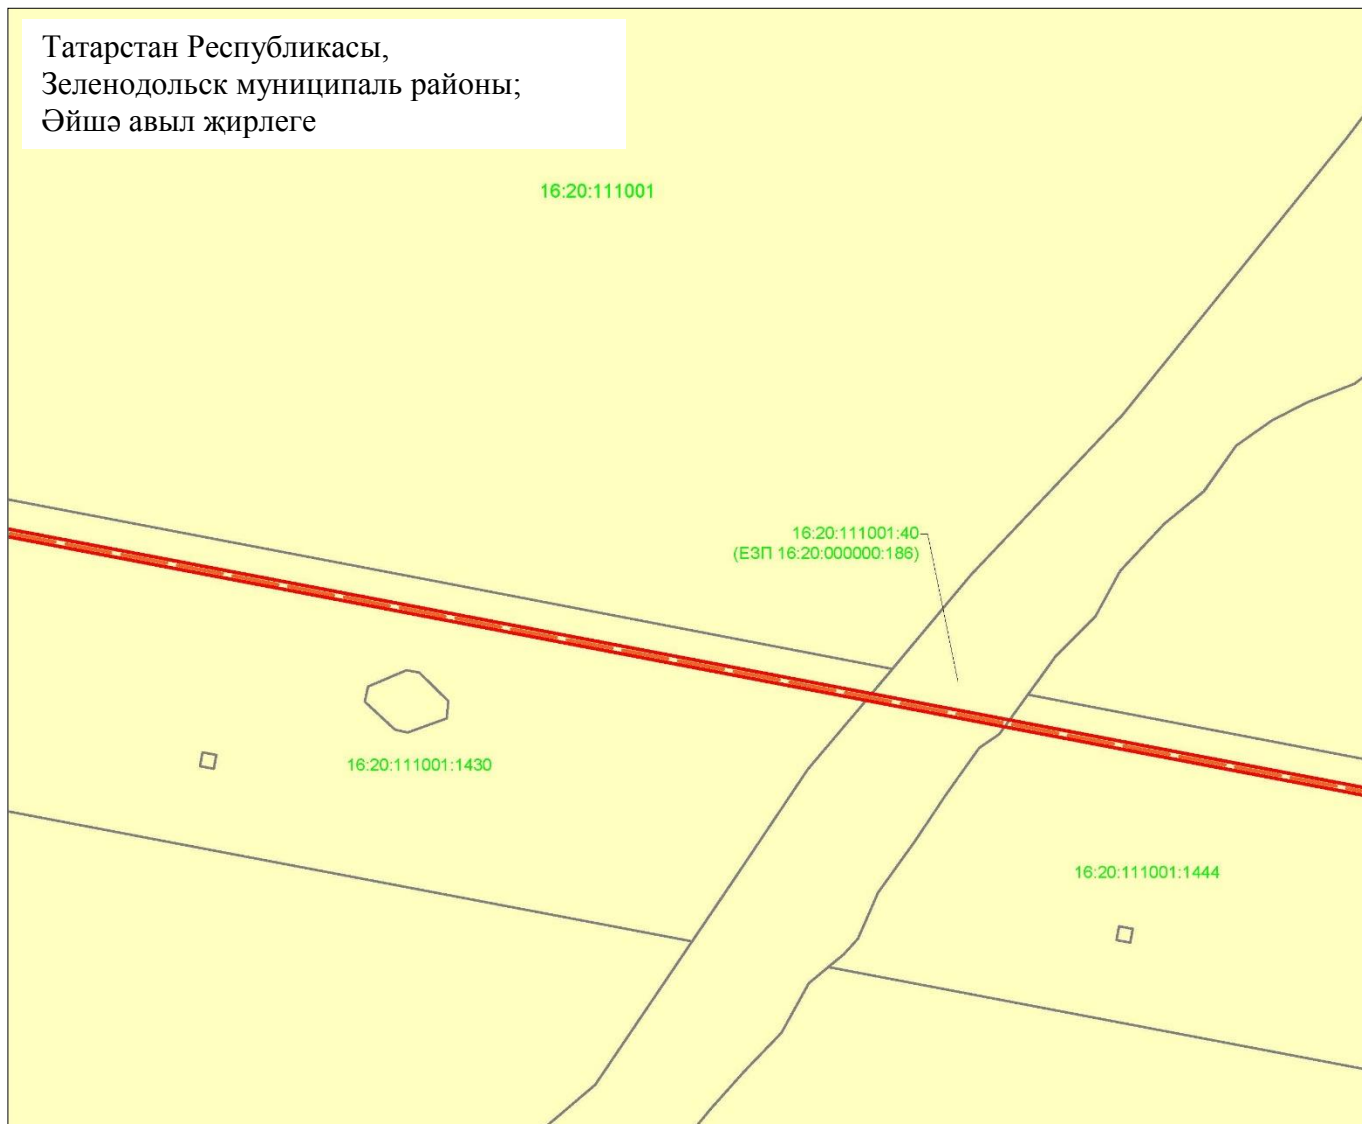 Татарстан Республикасы,
Зеленодольск муниципаль районы;
Әйшә авыл җирлеге
16:20:111001
16:20:111001:40
(ЕЗП 16:20:000000:186)
16:20:111001:1430
16:20:111001:1444